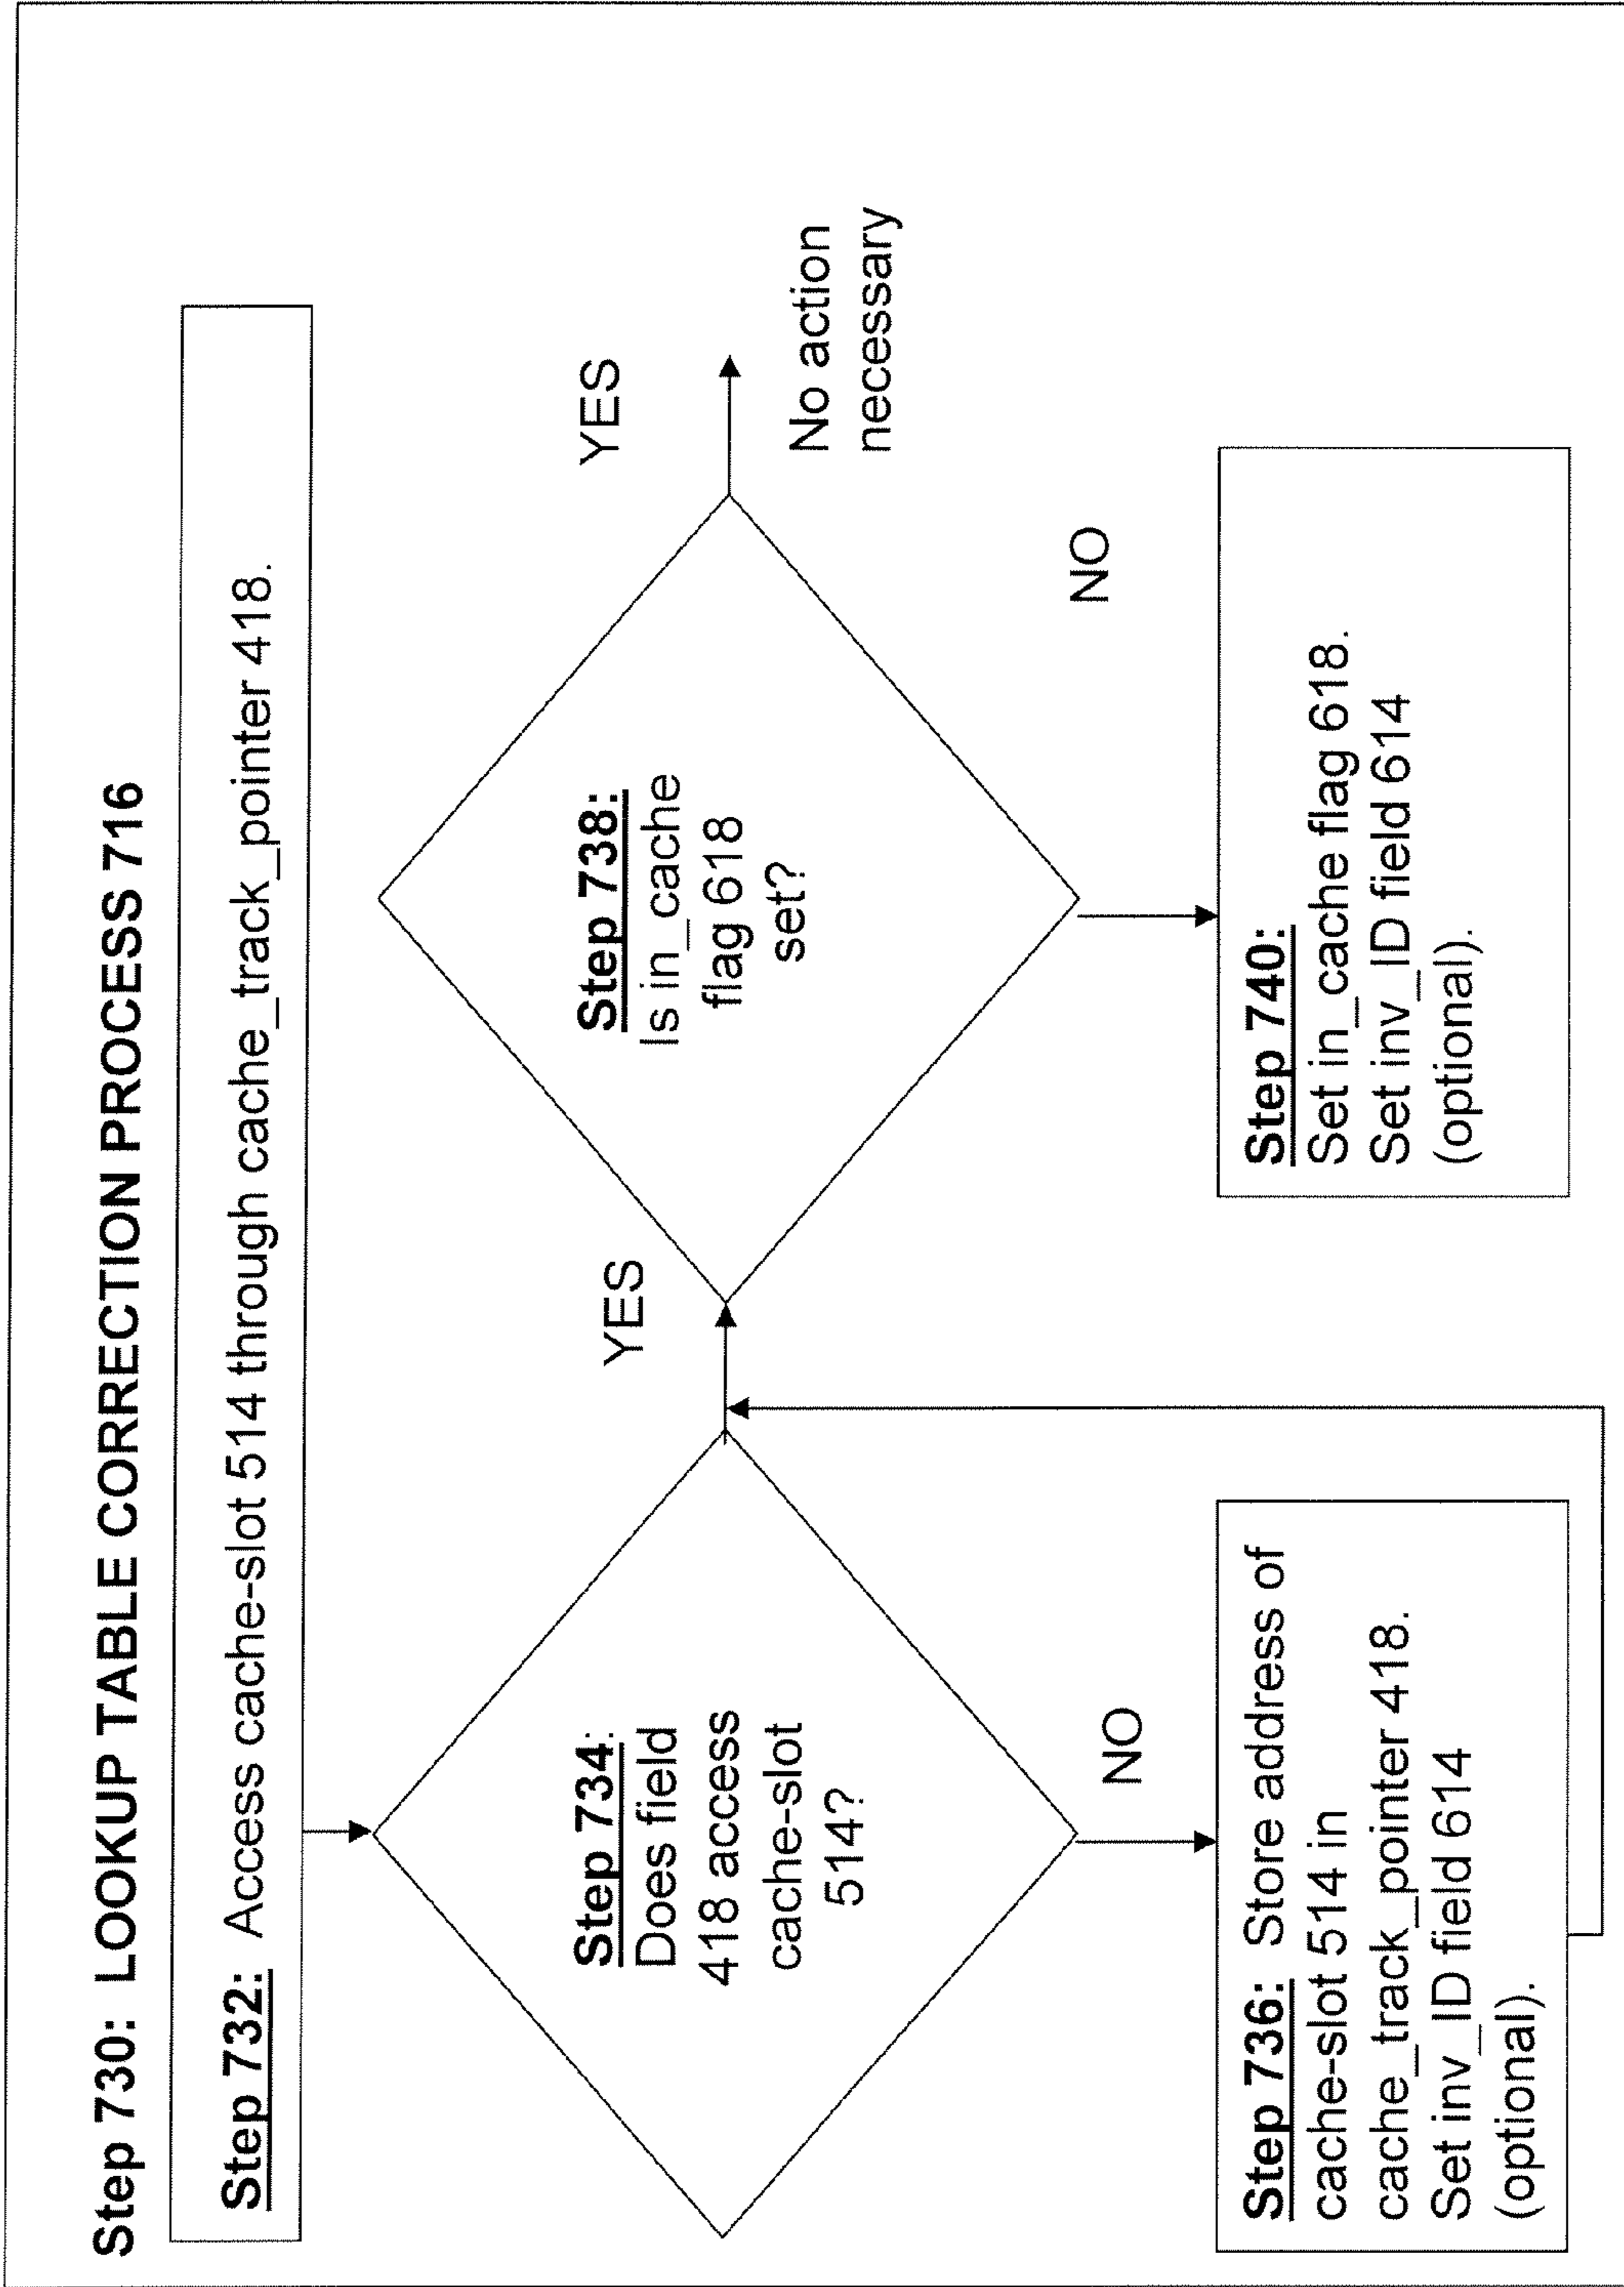 Step 730: LOOKUP TABLE CORRECTION PROCESS 716
Step 732: Access cache-slot 514 through cache_track_pointer 418.
Step 734:
Does field
418 access
cache-slot
514?
YES
NO
Step 736: Store address of
cache-slot 514 in
cache_track_pointer 418.
Set inv_ID field 614
(optional).
Step 738:
Is in_cache
flag 618
set?
YES
No action
necessary
NO
Step 740:
Set in_cache flag 618.
Set inv_ID field 614
(optional).